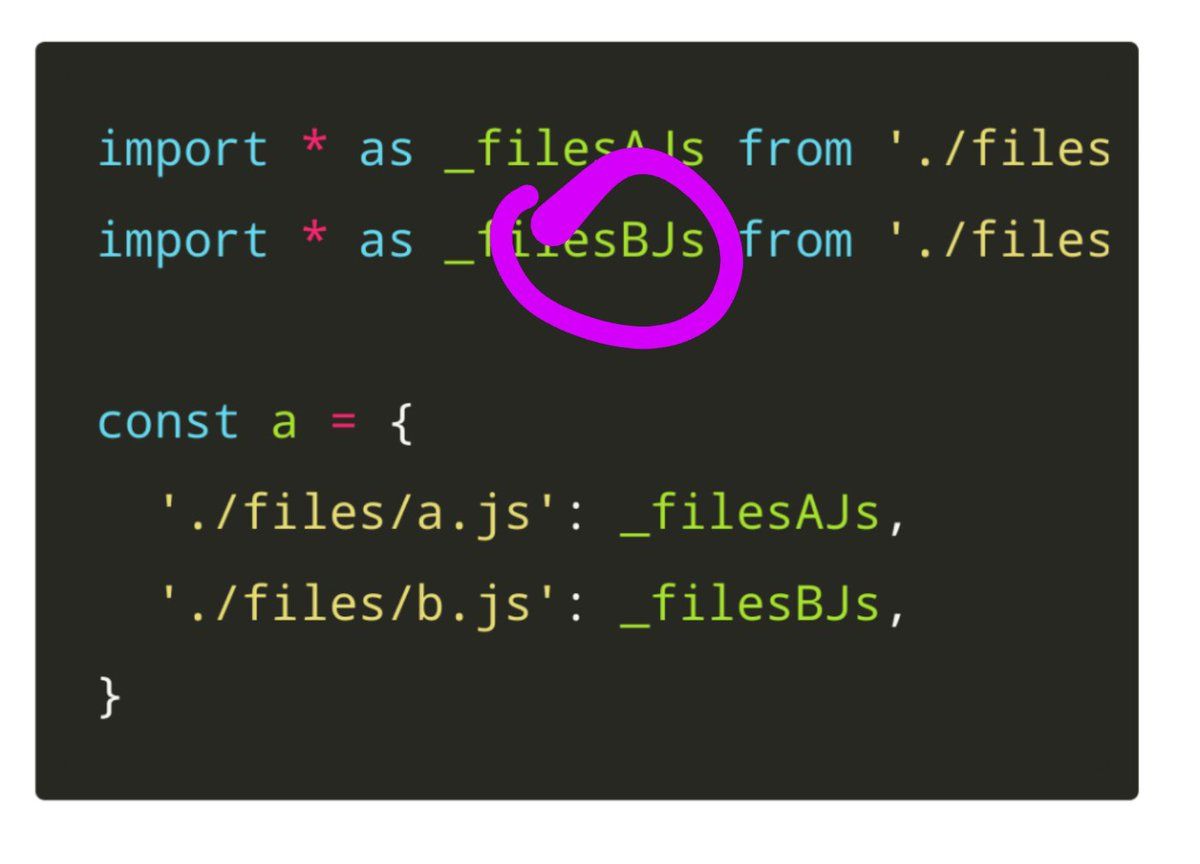 import * as _filesAJs from './files
import * as _filesBJs from './files
const a = {
'./files/a.js': _filesAJs,
'./files/b.js': _filesBJs,
}